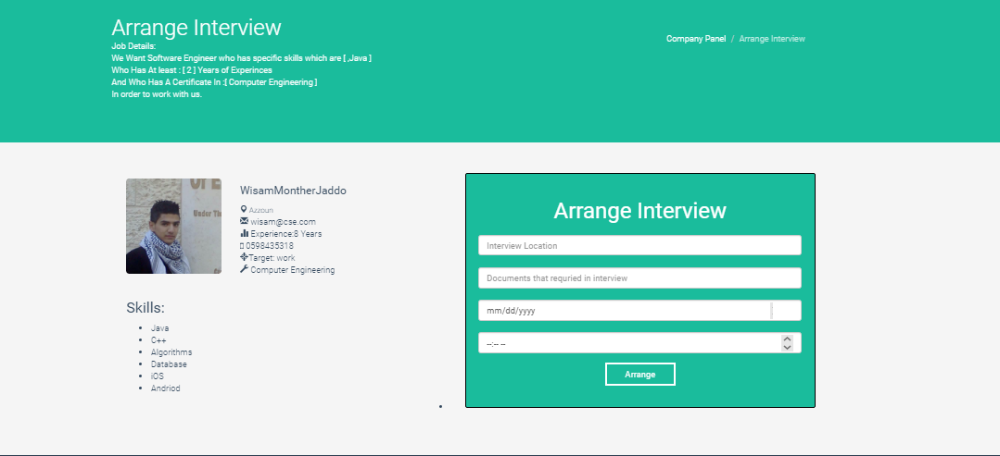 Arrange Interview
Job Details:
We Want Software Engineer who has specific skills which are [ ,Java ]
Who Has At least : [ 2 ] Years of Experinces
And Who Has A Certificate In :[ Computer Engineering ]
In order to work with us.
Company Panel / Arrange Interview
WisamMontherJaddo
Azzoun
wisam@cse.com
Experience:8 Years
0598435318
Target: work
Computer Engineering
Skills:
Java
C++
Algorithms
Database
iOS
Andriod
Arrange Interview
Interview Location
Documents that requried in interview
mm/dd/yyyy
--:-- --
Arrange
Under The